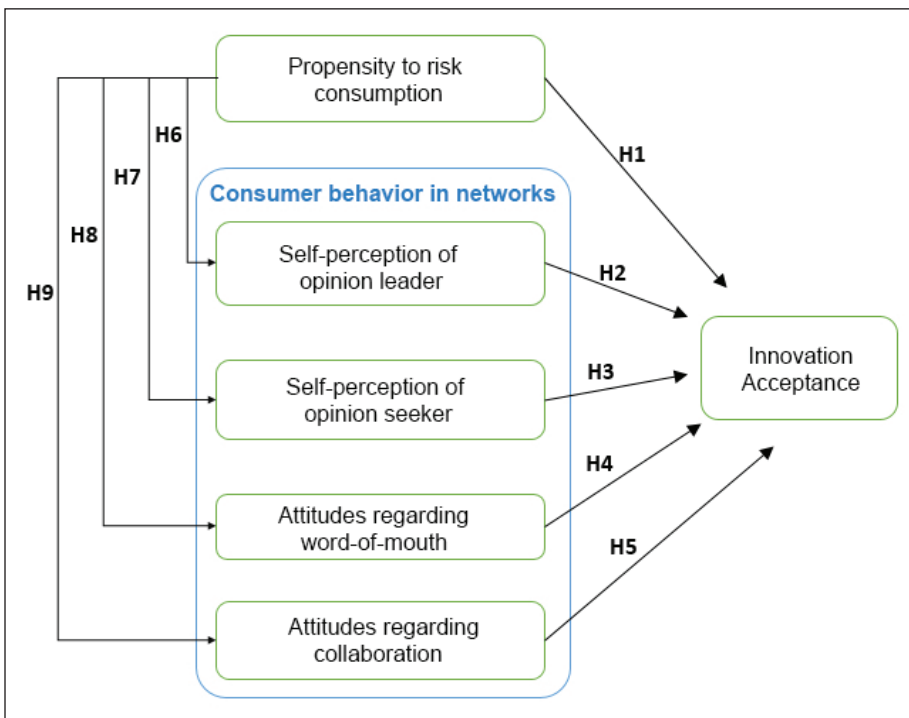 Propensity to risk
consumption
H6
H1
H7
Consumer behavior in networks
H8
Self-perception of
opinion leader
H2
H9
Innovation
Acceptance
Self-perception of
opinion seeker
H3
H4
Attitudes regarding
word-of-mouth
H5
Attitudes regarding
collaboration